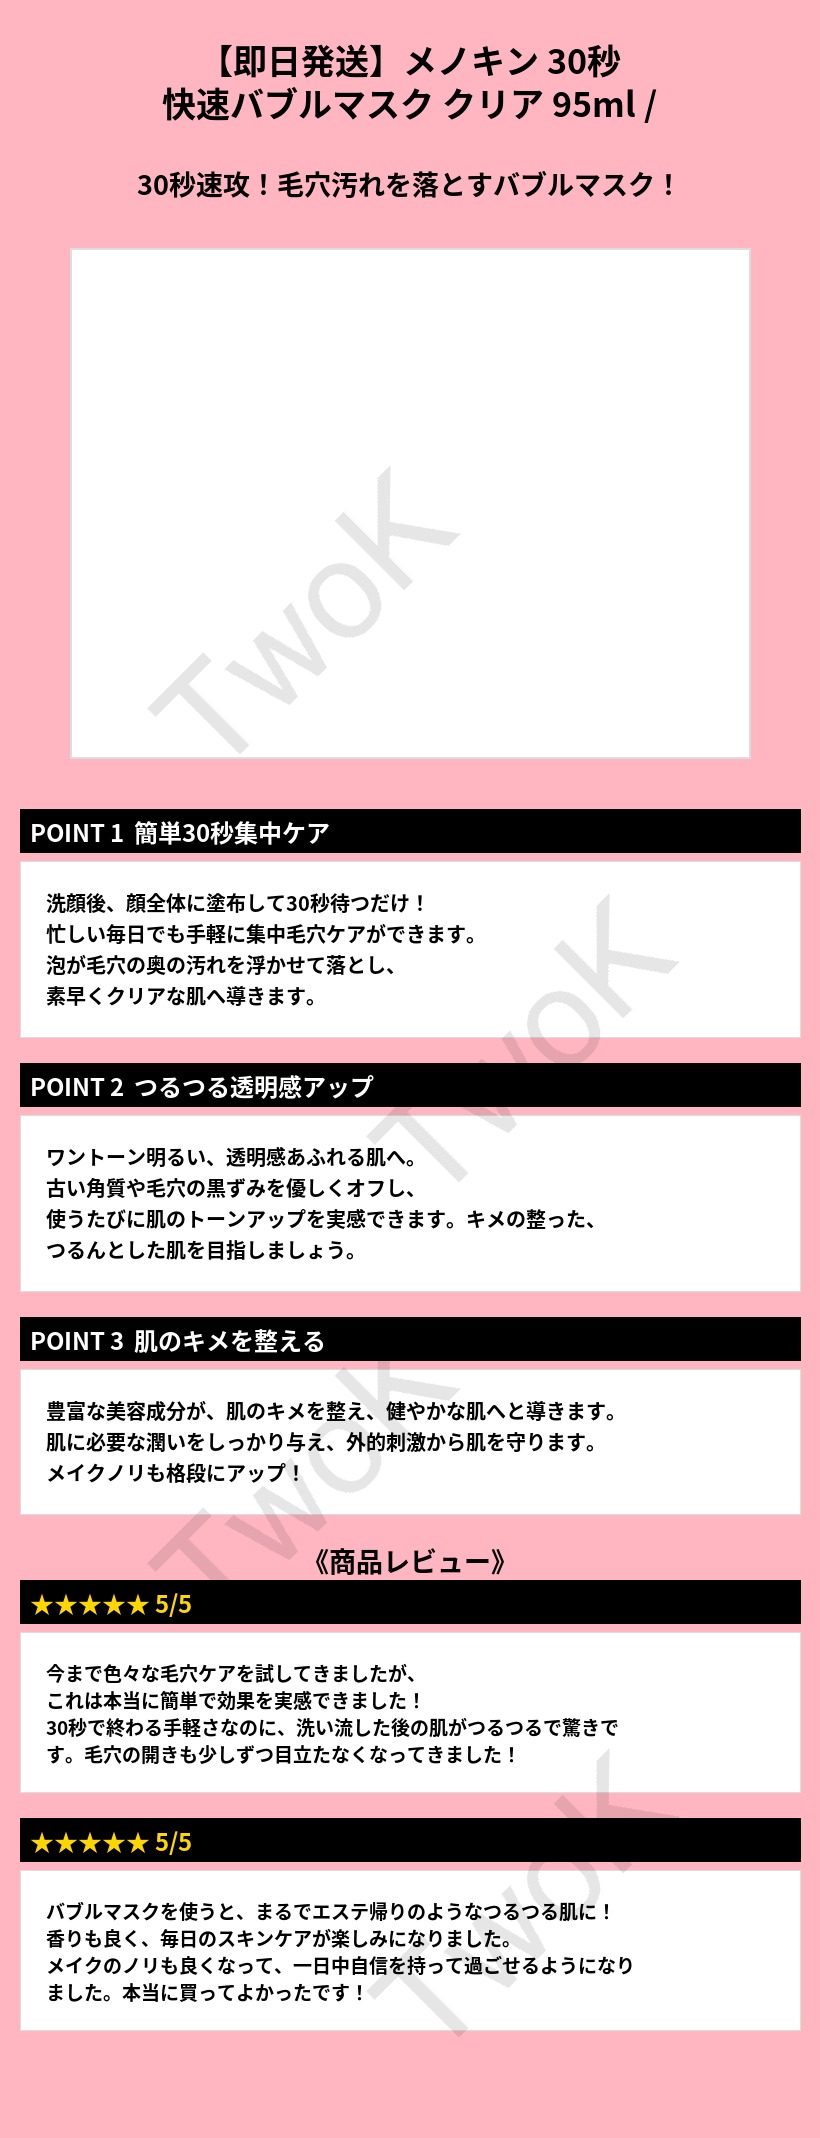 【即日発送】メノキン 30秒
快速バブルマスク クリア 95ml /
30秒速攻！毛穴汚れを落とすバブルマスク！
TwoK
POINT 1 簡単30秒集中ケア
洗顔後、顔全体に塗布して30秒待つだけ！
忙しい毎日でも手軽に集中毛穴ケアができます。
泡が毛穴の奥の汚れを浮かせて落とし、
素早くクリアな肌へ導きます。
TwoK
POINT 2 つるつる透明感アップ
ワントーン明るい、透明感あふれる肌へ。
古い角質や毛穴の黒ずみを優しくオフし、
使うたびに肌のトーンアップを実感できます。キメの整った、
つるんとした肌を目指しましょう。
POINT 3 肌のキメを整える
豊富な美容成分が、肌のキメを整え、健やかな肌へと導きます。
肌に必要な潤いをしっかり与え、外的刺激から肌を守ります。
メイクノリも格段にアップ！
TwoK
《商品レビュー》
★★★★★ 5/5
今まで色々な毛穴ケアを試してきましたが、
これは本当に簡単で効果を実感できました！
30秒で終わる手軽さなのに、洗い流した後の肌がつるつるで驚きで
す。毛穴の開きも少しずつ目立たなくなってきました！
★★★★★ 5/5
バブルマスクを使うと、まるでエステ帰りのようなつるつる肌に！
香りも良く、毎日のスキンケアが楽しみになりました。
メイクのノリも良くなって、一日中自信を持って過ごせるようになり
ました。本当に買ってよかったです！
TwoK